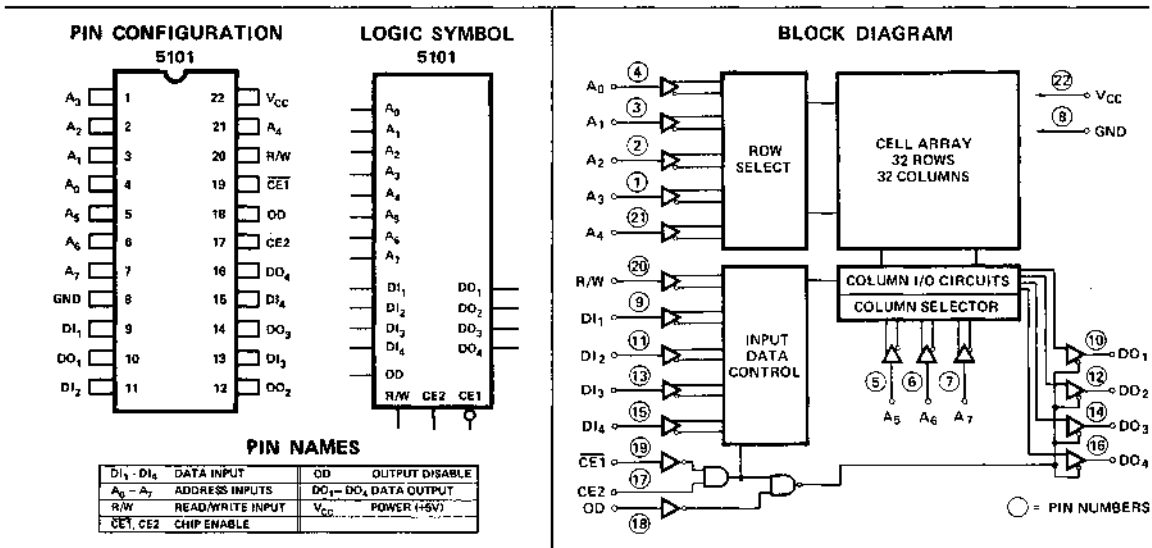 PIN CONFIGURATION
5101
A3 1 22 VCC
A2 2 21 A4
A1 3 20 R/W
A0 4 19 CE1
A5 5 18 OD
A6 6 17 CE2
A7 7 16 DO4
GND 8 15 DI4
DI1 9 14 DO3
DO1 10 13 DI3
DI2 11 12 DO2
LOGIC SYMBOL
5101
A0
A1
A2
A3
A4
A5
A6
A7
DI1 DO1
DI2 DO2
DI3 DO3
DI4 DO4
OD
R/W CE2 CE1
PIN NAMES
DI1 - DI4 DATA INPUT OD OUTPUT DISABLE
A0 – A7 ADDRESS INPUTS DO1– DO4 DATA OUTPUT
R/W READ/WRITE INPUT VCC POWER (+5V)
CE1, CE2 CHIP ENABLE
BLOCK DIAGRAM
A0 4
A1 3
A2 2
A3 1
A4 21
ROW
SELECT
CELL ARRAY
32 ROWS
32 COLUMNS
22 VCC
8 GND
R/W 20
DI1 9
DI2 11
DI3 13
DI4 15
INPUT
DATA
CONTROL
COLUMN I/O CIRCUITS
COLUMN SELECTOR
5 6 7
A5 A6 A7
10 DO1
12 DO2
14 DO3
16 DO4
CE1 19
CE2 17
OD 18
= PIN NUMBERS